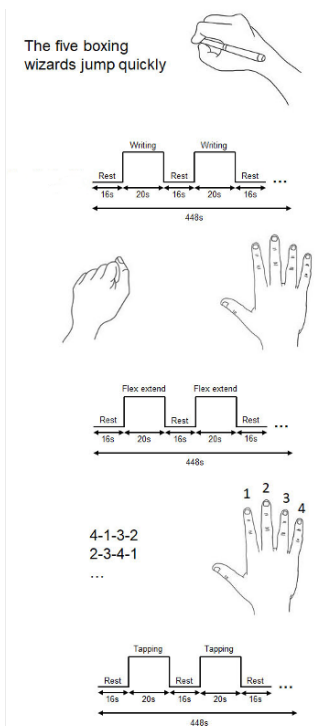 The five boxing
wizards jump quickly
Writing Writing
Rest Rest Rest ...
16s 20s 16s 20s 16s
448s
Flex extend Flex extend
Rest Rest Rest ...
16s 20s 16s 20s 16s
448s
1 2 3 4
4-1-3-2
2-3-4-1
...
Tapping Tapping
Rest Rest Rest ...
16s 20s 16s 20s 16s
448s